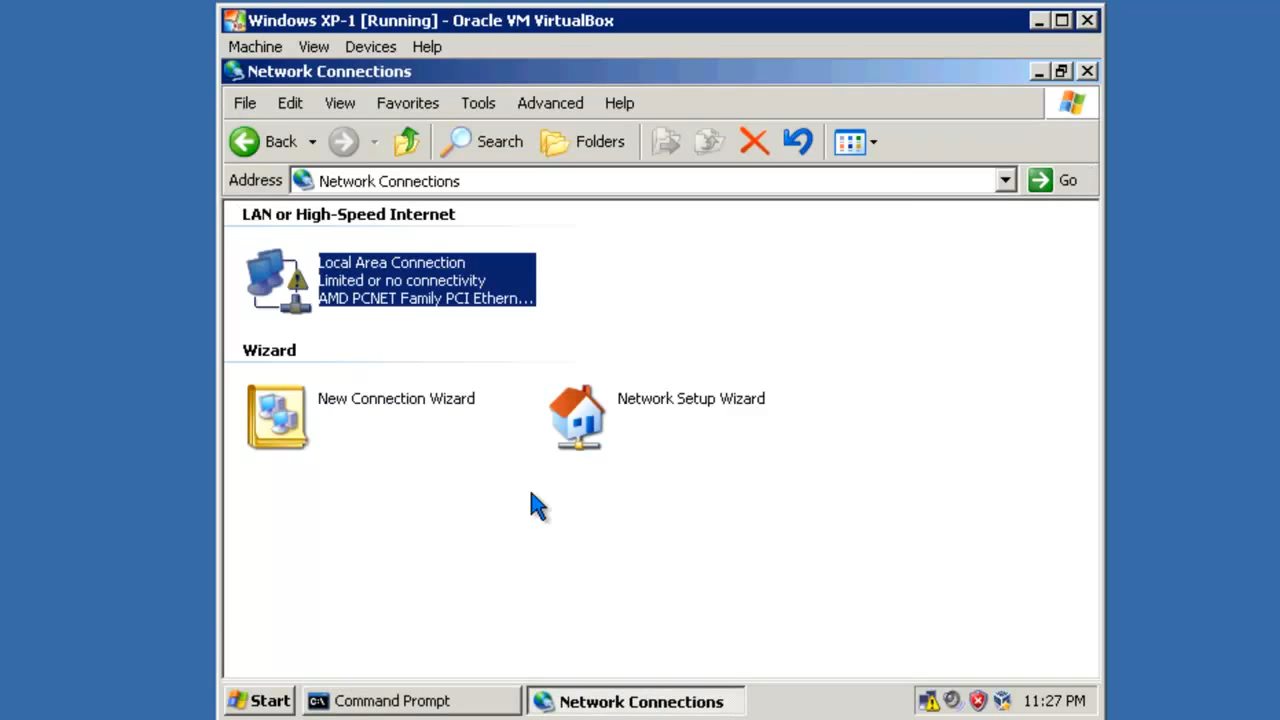 Windows XP-1 [Running] - Oracle VM VirtualBox
Machine View Devices Help
Network Connections
File Edit View Favorites Tools Advanced Help
Back Search Folders
Address Network Connections Go
LAN or High-Speed Internet
Local Area Connection
Limited or no connectivity
AMD PCNET Family PCI Ethern...
Wizard
New Connection Wizard Network Setup Wizard
Start Command Prompt Network Connections 11:27 PM